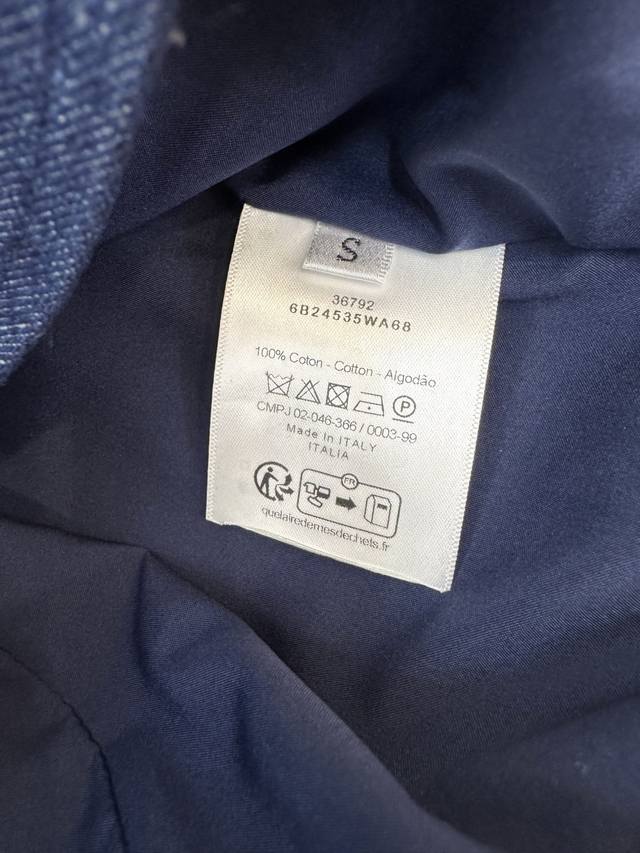 S
36792
6B24535WA68
100% Coton - Cotton - Algodão
P
CMPJ 02-046-366 / 0003-99
Made in ITALY
ITALIA
FR
quelairedemesdechets.fr